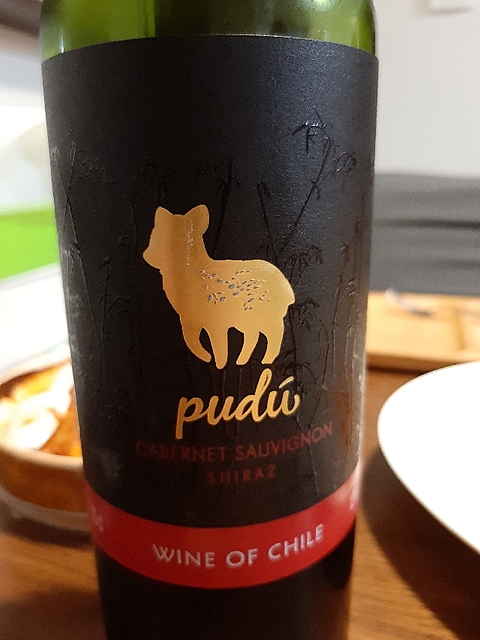 pudú
CABERNET SAUVIGNON
SHIRAZ
WINE OF CHILE